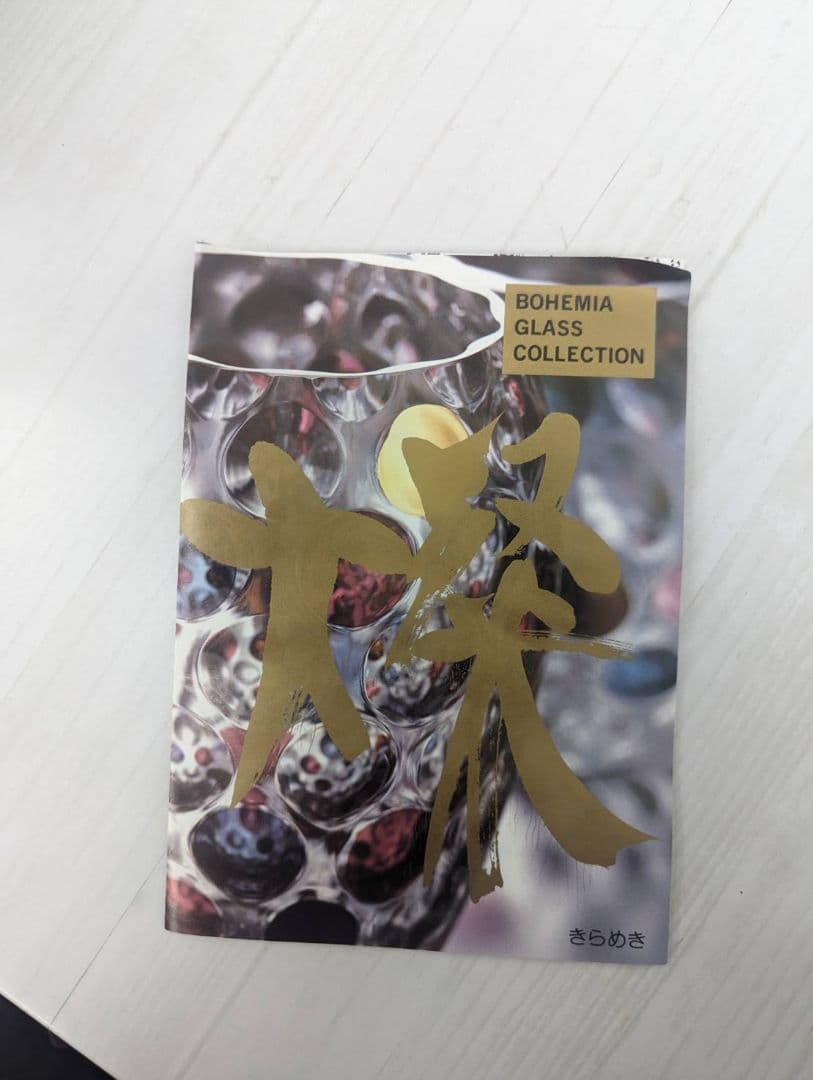 BOHEMIA
GLASS
COLLECTION
燦
きらめき